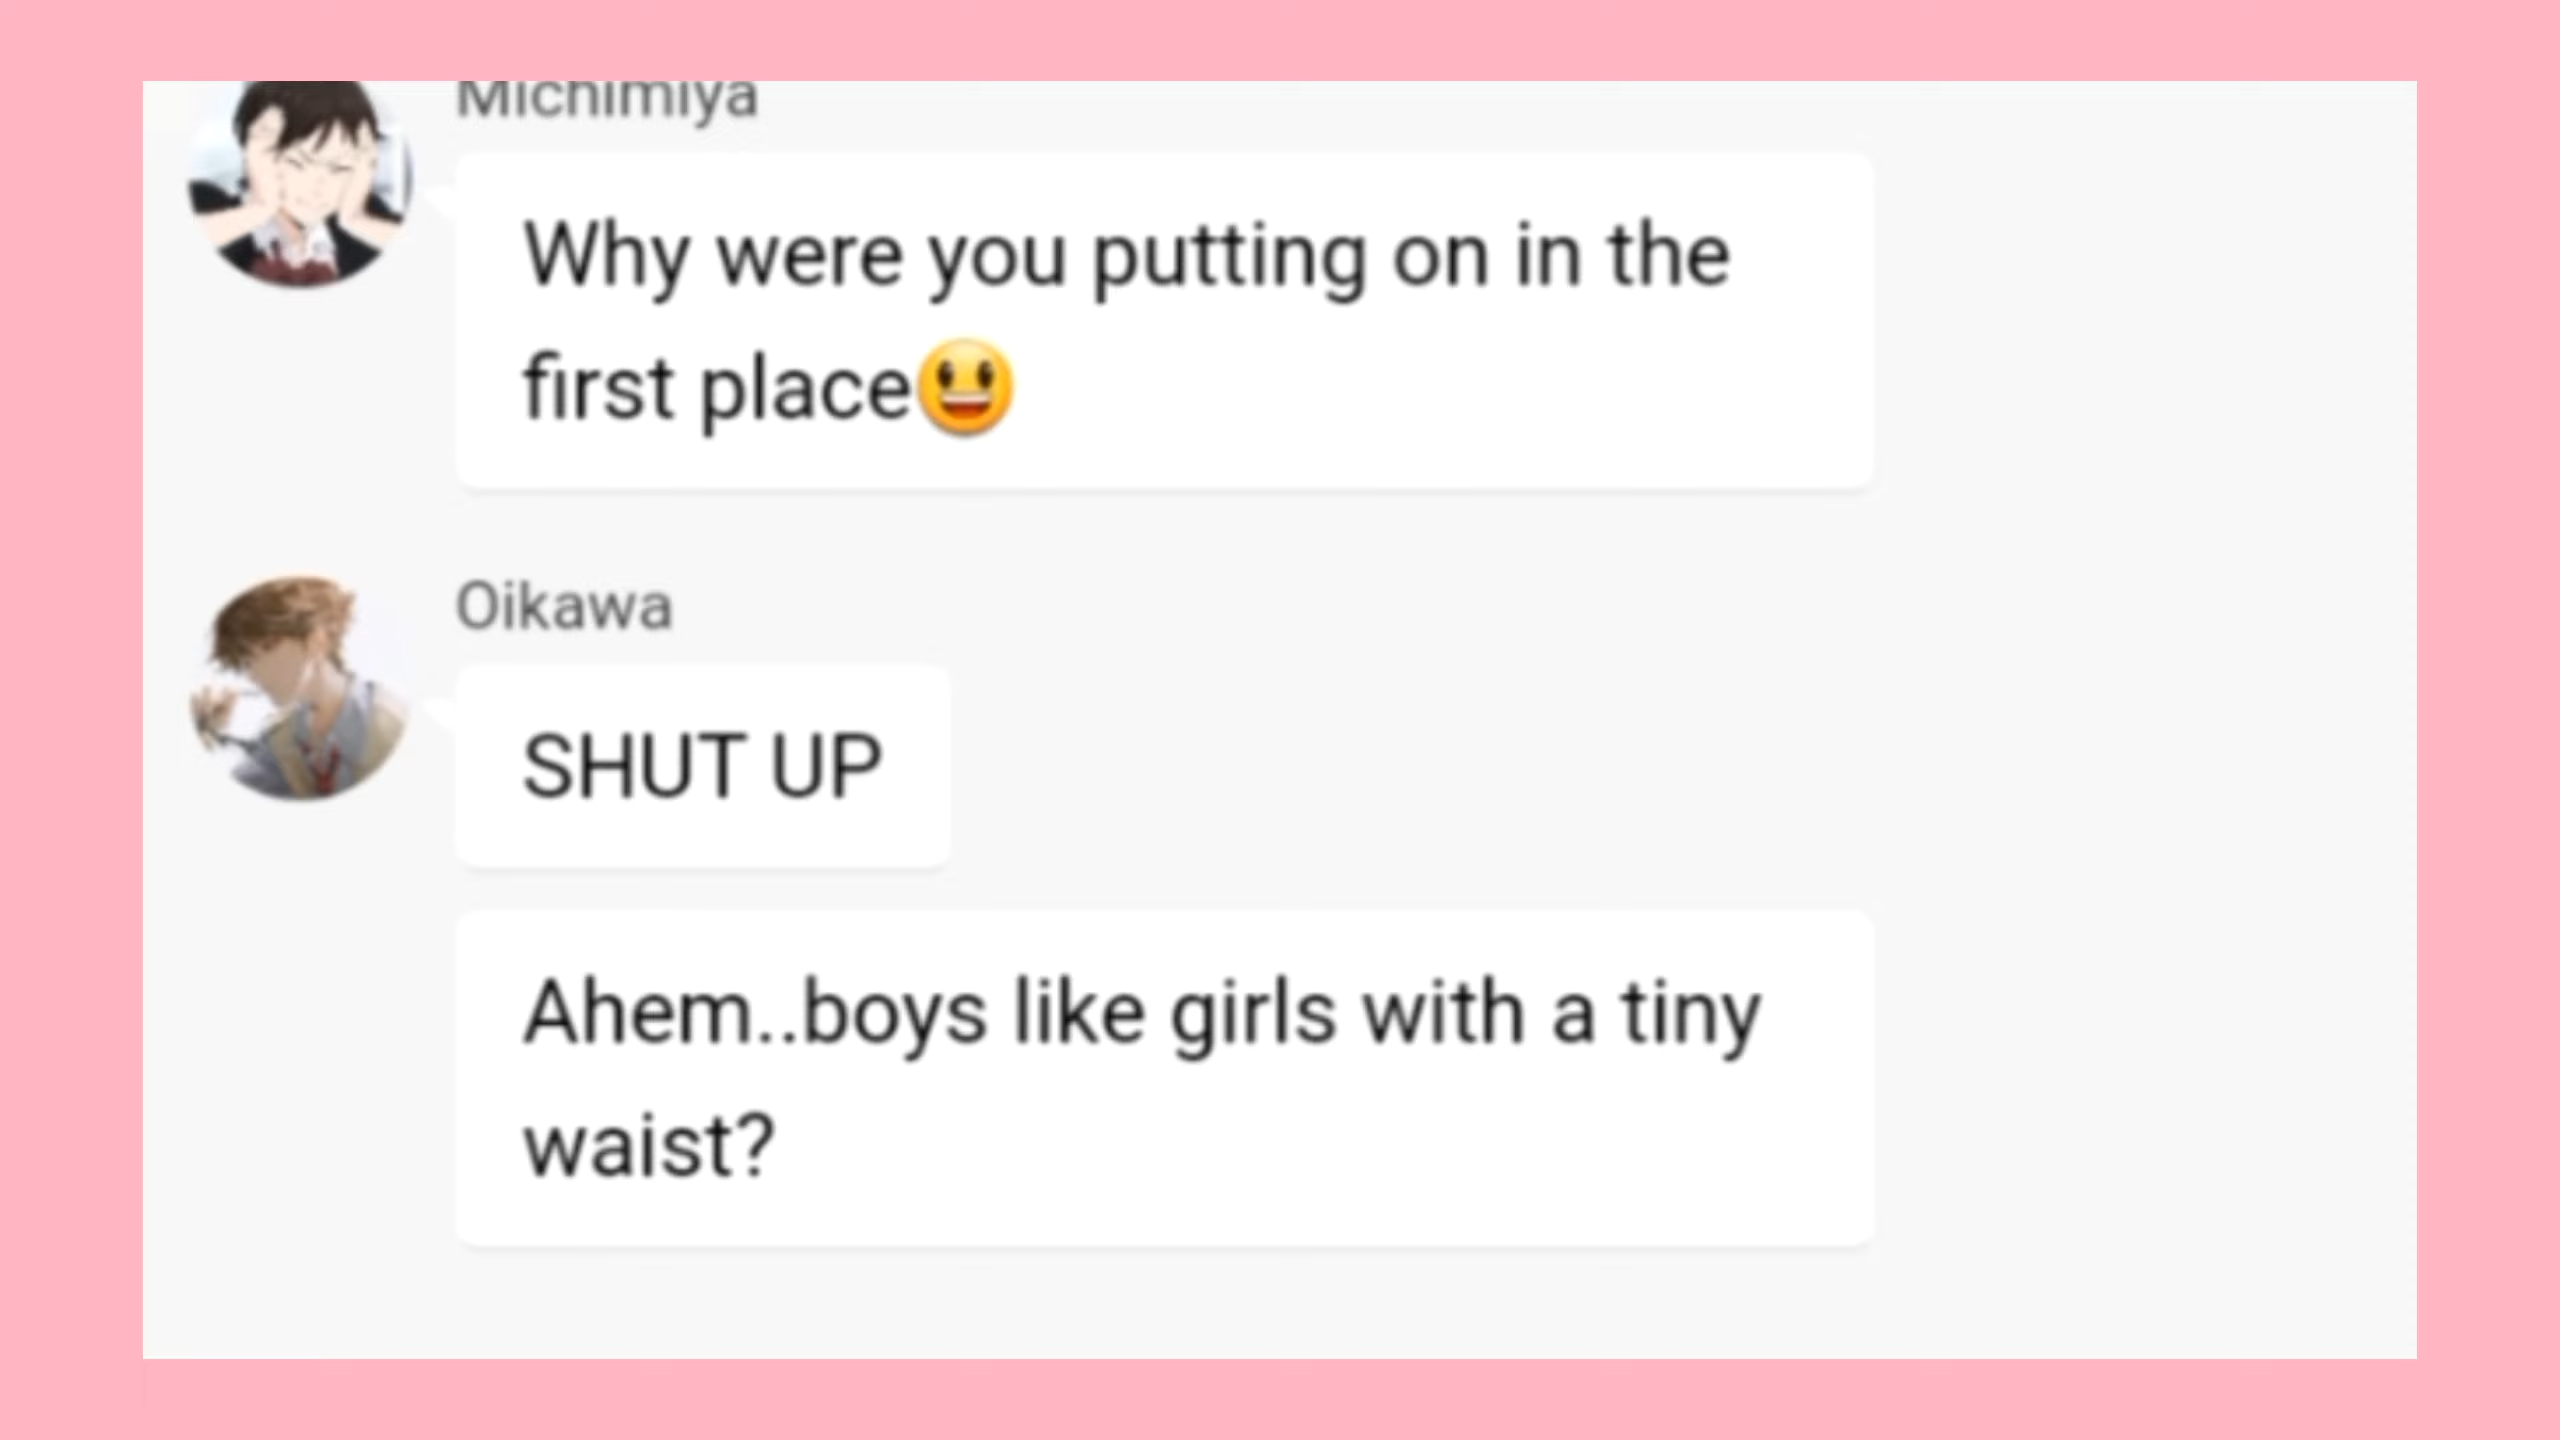 Michimiya
Why were you putting on in the
first place😃
Oikawa
SHUT UP
Ahem..boys like girls with a tiny
waist?